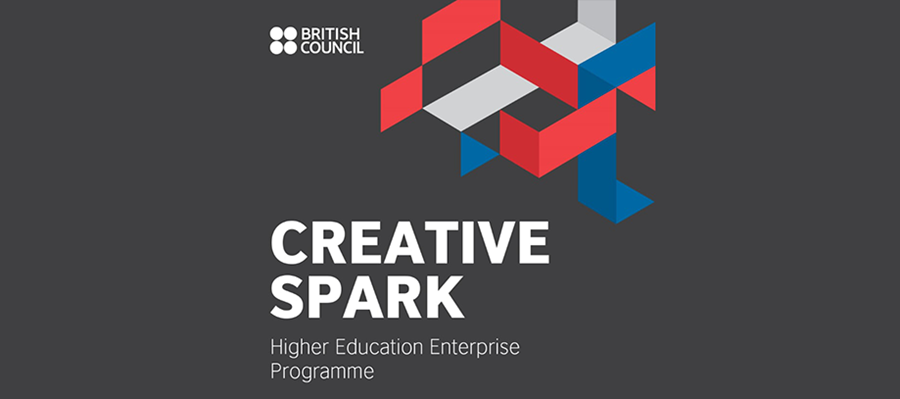 BRITISH
COUNCIL
CREATIVE
SPARK
Higher Education Enterprise
Programme